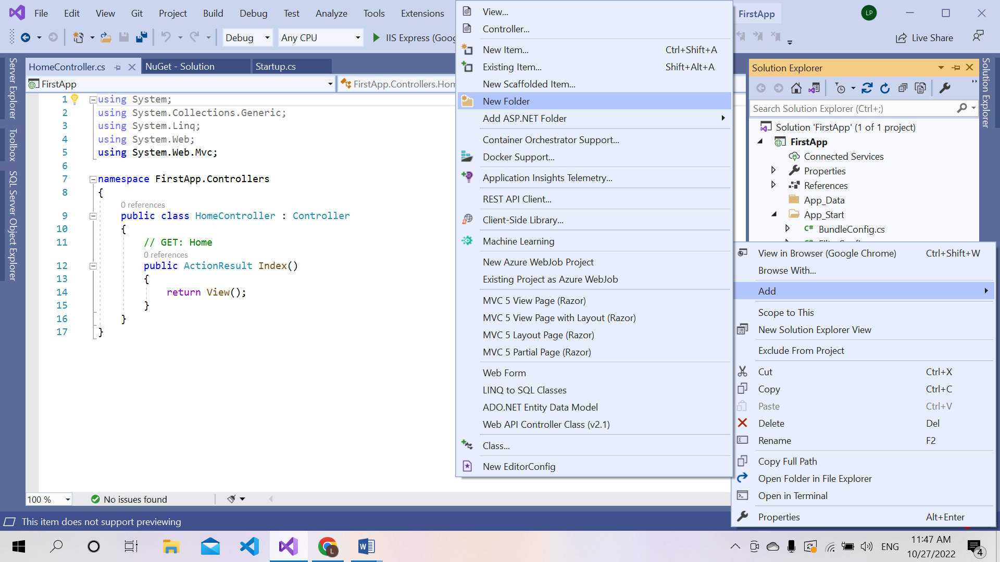 File Edit View Git Project Build Debug Test Analyze Tools Extensions
FirstApp
LP
Debug
Any CPU
IIS Express (Goog
Live Share
Server Explorer
Toolbox
SQL Server Object Explorer
HomeController.cs
NuGet - Solution
Startup.cs
FirstApp
FirstApp.Controllers.Hom
1 using System;
2 using System.Collections.Generic;
3 using System.Linq;
4 using System.Web;
5 using System.Web.Mvc;
6
7 namespace FirstApp.Controllers
8 {
0 references
9 public class HomeController : Controller
10 {
11 // GET: Home
0 references
12 public ActionResult Index()
13 {
14 return View();
15 }
16 }
17 }
100 %
No issues found
This item does not support previewing
View...
Controller...
New Item... Ctrl+Shift+A
Existing Item... Shift+Alt+A
New Scaffolded Item...
New Folder
Add ASP.NET Folder
Container Orchestrator Support...
Docker Support...
Application Insights Telemetry...
REST API Client...
Client-Side Library...
Machine Learning
New Azure WebJob Project
Existing Project as Azure WebJob
MVC 5 View Page (Razor)
MVC 5 View Page with Layout (Razor)
MVC 5 Layout Page (Razor)
MVC 5 Partial Page (Razor)
Web Form
LINQ to SQL Classes
ADO.NET Entity Data Model
Web API Controller Class (v2.1)
Class...
New EditorConfig
Solution Explorer
Solution Explorer
Search Solution Explorer (Ctrl+;)
Solution 'FirstApp' (1 of 1 project)
FirstApp
Connected Services
Properties
References
App_Data
App_Start
C# BundleConfig.cs
View in Browser (Google Chrome) Ctrl+Shift+W
Browse With...
Add
Scope to This
New Solution Explorer View
Exclude From Project
Cut Ctrl+X
Copy Ctrl+C
Paste Ctrl+V
Delete Del
Rename F2
Copy Full Path
Open Folder in File Explorer
Open in Terminal
Properties Alt+Enter
L
ENG
11:47 AM
10/27/2022
4